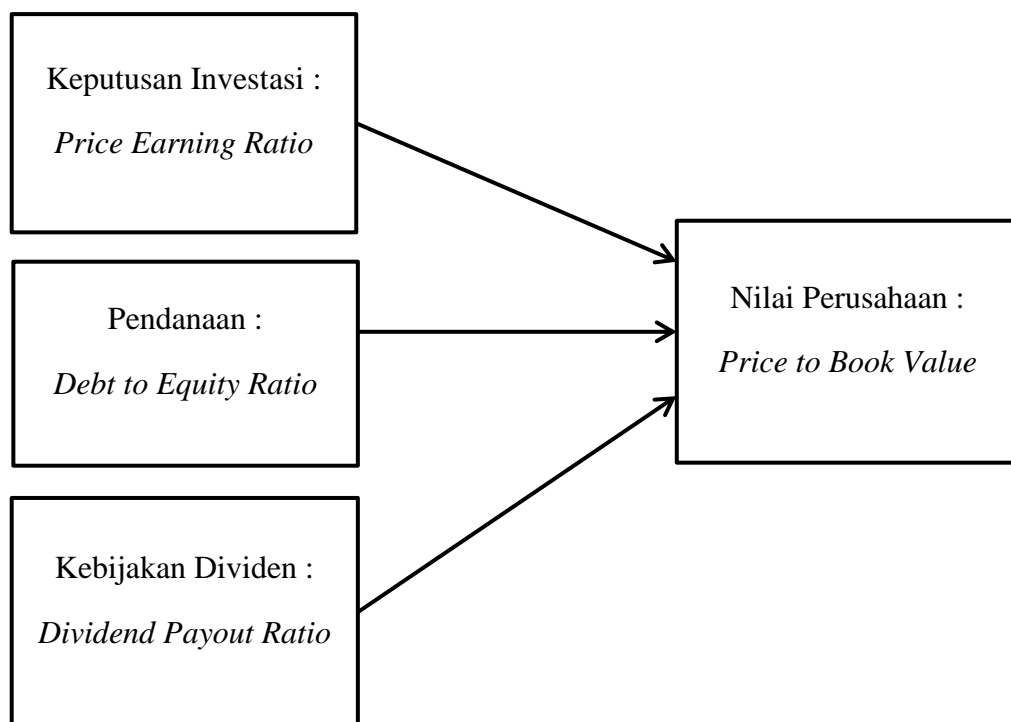 Keputusan Investasi :
Price Earning Ratio
Pendanaan :
Debt to Equity Ratio
Kebijakan Dividen :
Dividend Payout Ratio
Nilai Perusahaan :
Price to Book Value